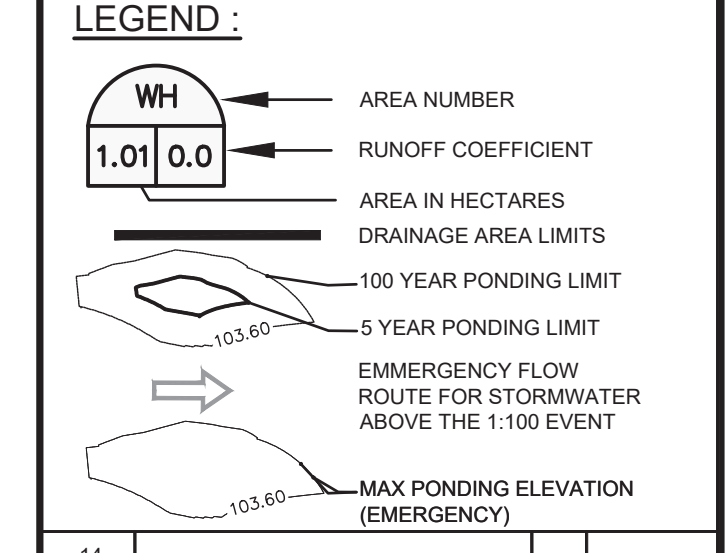 LEGEND :
WH
AREA NUMBER
1.01 0.0
RUNOFF COEFFICIENT
AREA IN HECTARES
DRAINAGE AREA LIMITS
100 YEAR PONDING LIMIT
5 YEAR PONDING LIMIT
103.60
EMMERGENCY FLOW
ROUTE FOR STORMWATER
ABOVE THE 1:100 EVENT
MAX PONDING ELEVATION
103.60
(EMERGENCY)